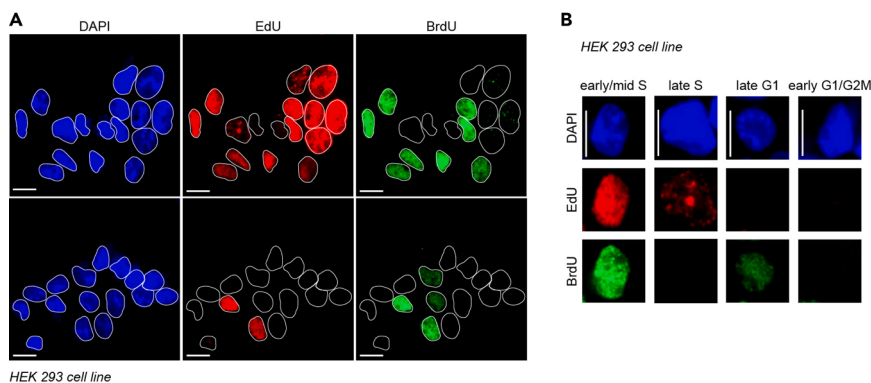 A
DAPI EdU BrdU
HEK 293 cell line
B
HEK 293 cell line
early/mid S late S late G1 early G1/G2M
DAPI
EdU
BrdU